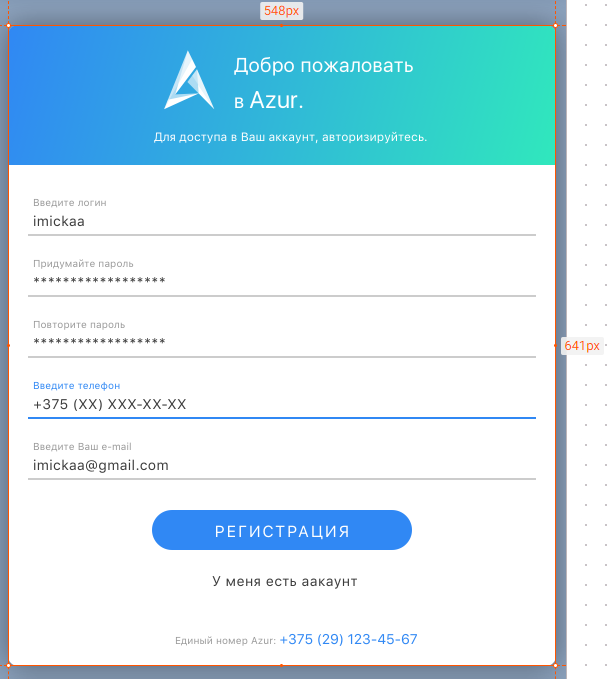 548px
Добро пожаловать
в Azur.
Для доступа в Ваш аккаунт, авторизируйтесь.
Введите логин
imickaa
Придумайте пароль
******************
Повторите пароль
******************
641px
Введите телефон
+375 (XX) XXX-XX-XX
Введите Ваш e-mail
imickaa@gmail.com
РЕГИСТРАЦИЯ
У меня есть аакаунт
Единый номер Azur: +375 (29) 123-45-67